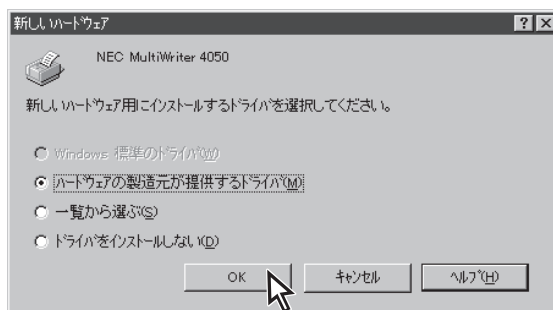 新しいハードウェア
NEC MultiWriter 4050
新しいハードウェア用にインストールするドライバを選択してください。
Windows 標準のドライバ(W)
ハードウェアの製造元が提供するドライバ(M)
一覧から選ぶ(S)
ドライバをインストールしない(D)
OK キャンセル ヘルプ(H)